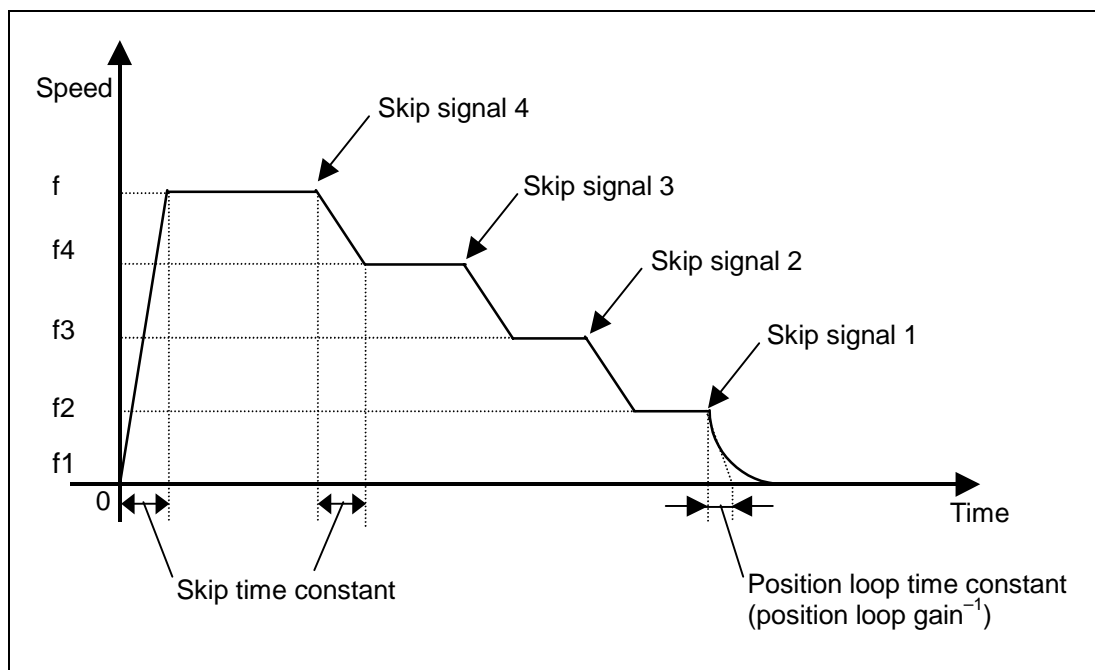 Speed
Skip signal 4
f
Skip signal 3
f4
Skip signal 2
f3
Skip signal 1
f2
f1
0
Time
Skip time constant
Position loop time constant
(position loop gain⁻¹)